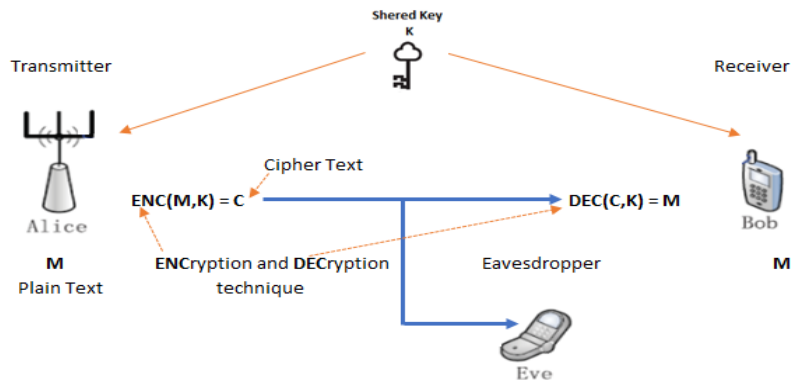 Shered Key
K
Transmitter
Receiver
Cipher Text
ENC(M,K) = C
DEC(C,K) = M
Alice
Bob
M
ENCryption and DECryption
technique
Eavesdropper
M
Plain Text
Eve